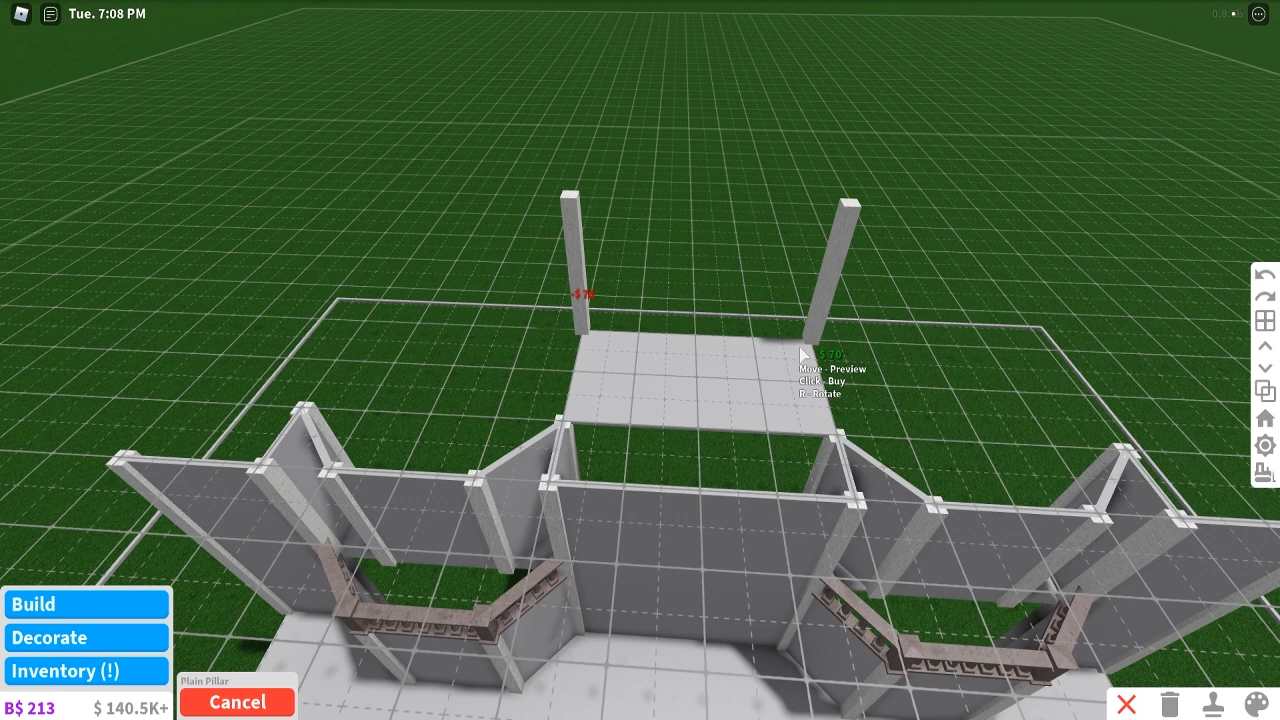 Tue. 7:08 PM
-$ 70
$ 70
Move - Preview
Click - Buy
R - Rotate
Build
Decorate
Inventory (!)
Plain Pillar
Cancel
B$ 213
$ 140.5K+